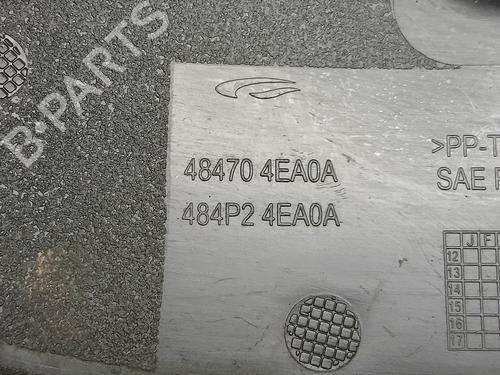 B-PARTS
48470 4EA0A
484P2 4EA0A
>PP-T
SAE
J F
12
13
14
15
16
17